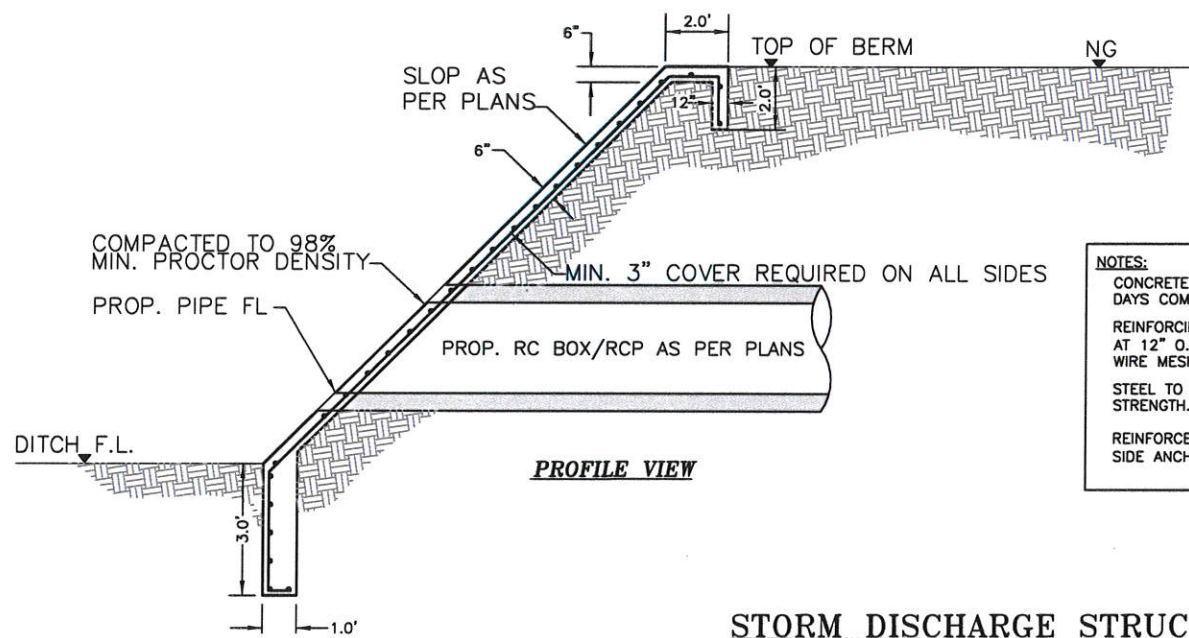 2.0'
6"
TOP OF BERM
NG
SLOP AS
PER PLANS
12"
2.0'
6"
COMPACTED TO 98%
MIN. PROCTOR DENSITY
MIN. 3" COVER REQUIRED ON ALL SIDES
PROP. PIPE FL
PROP. RC BOX/RCP AS PER PLANS
DITCH F.L.
PROFILE VIEW
3.0'
1.0'
NOTES:
CONCRETE
DAYS COM
REINFORCI
AT 12" O.
WIRE MES
STEEL TO
STRENGTH.
REINFORCE
SIDE ANCH
STORM DISCHARGE STRUC